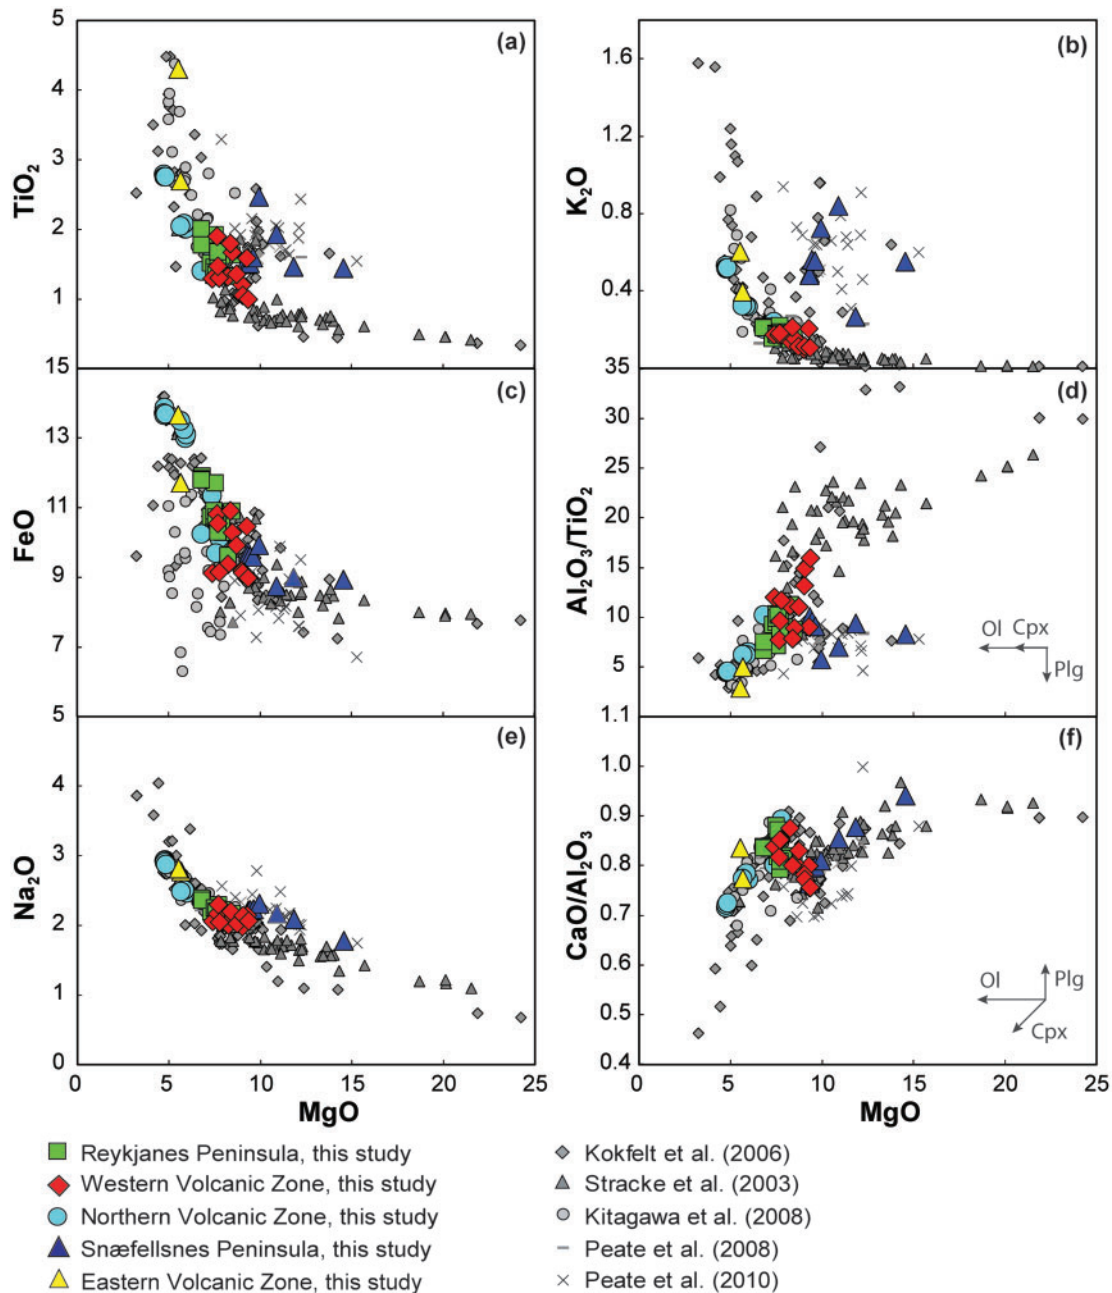 5
(a)
4
3
2
1
TiO2
1.6
(b)
1.2
0.8
0.4
K2O
15
(c)
13
11
9
7
5
FeO
35
(d)
30
25
20
15
10
5
Al2O3/TiO2
Ol Cpx
Plg
(e)
4
3
2
1
0
Na2O
0 5 10 15 20 25
MgO
1.1
(f)
1.0
0.9
0.8
0.7
0.6
0.5
0.4
CaO/Al2O3
Ol
Plg
Cpx
0 5 10 15 20 25
MgO
Reykjanes Peninsula, this study
Western Volcanic Zone, this study
Northern Volcanic Zone, this study
Snæfellsnes Peninsula, this study
Eastern Volcanic Zone, this study
Kokfelt et al. (2006)
Stracke et al. (2003)
Kitagawa et al. (2008)
Peate et al. (2008)
Peate et al. (2010)